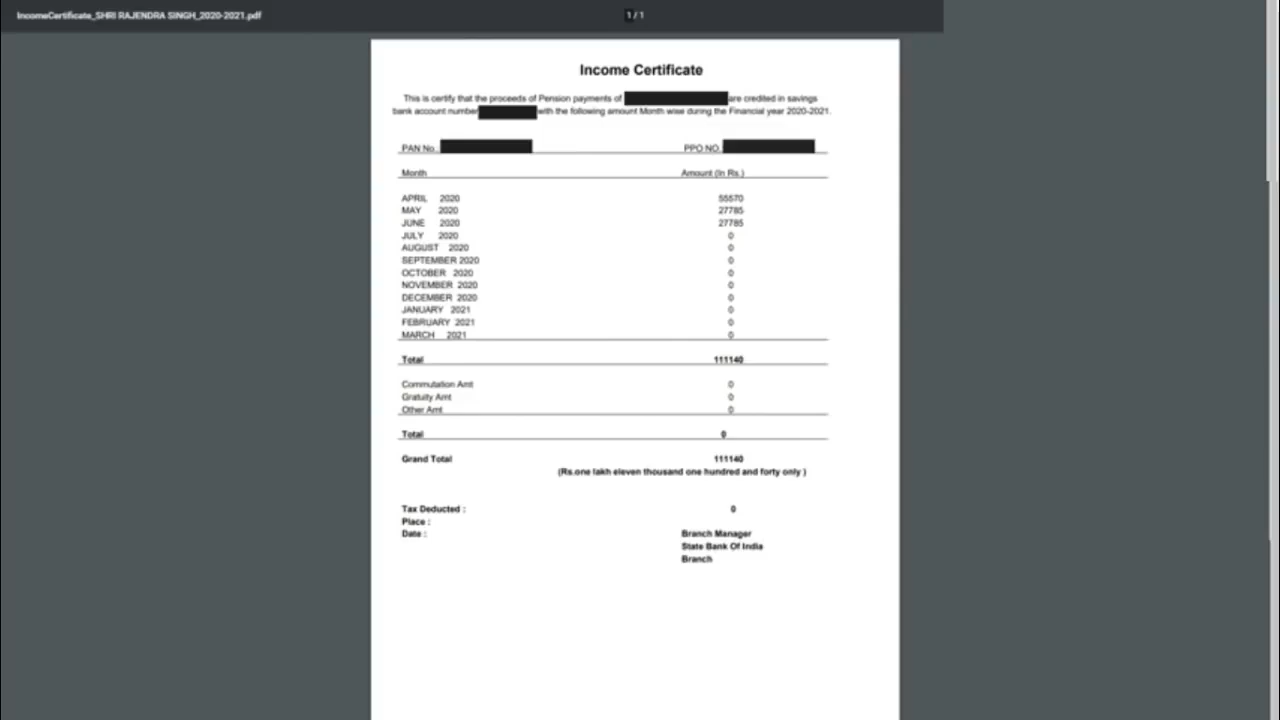 IncomeCertificate_SHRI RAJENDRA SINGH_2020-2021.pdf
1 / 1
Income Certificate
This is certify that the proceeds of Pension payments of are credited in savings
bank account number with the following amount Month wise during the Financial year 2020-2021.
PAN No. PPO NO.
Month Amount (In Rs.)
APRIL 2020 55570
MAY 2020 27785
JUNE 2020 27785
JULY 2020 0
AUGUST 2020 0
SEPTEMBER 2020 0
OCTOBER 2020 0
NOVEMBER 2020 0
DECEMBER 2020 0
JANUARY 2021 0
FEBRUARY 2021 0
MARCH 2021 0
Total 111140
Commutation Amt 0
Gratuity Amt 0
Other Amt 0
Total 0
Grand Total 111140
(Rs.one lakh eleven thousand one hundred and forty only )
Tax Deducted : 0
Place :
Date : Branch Manager
State Bank Of India
Branch